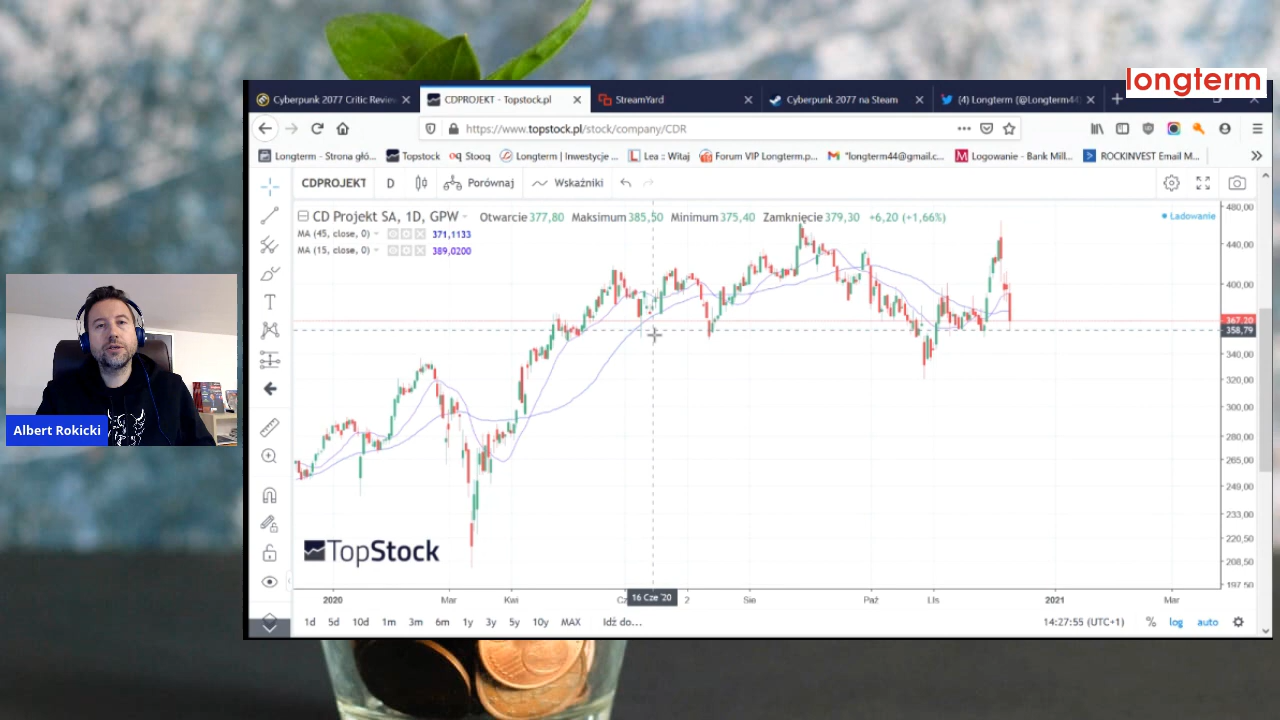 longterm
Cyberpunk 2077 Critic Revie
CDPROJEKT - Topstock.pl
StreamYard
Cyberpunk 2077 na Steam
(4) Longterm (@Longterm44
https://www.topstock.pl/stock/company/CDR
Longterm - Strona głó...
Topstock
Stooq
Longterm | Inwestycje ...
Lea :: Witaj
Forum VIP Longterm.p...
"longterm44@gmail.c...
Logowanie - Bank Mill...
ROCKINVEST Email M...
CDPROJEKT
D
Porównaj
Wskaźniki
CD Projekt SA, 1D, GPW
Otwarcie 377,80 Maksimum 385,50 Minimum 375,40 Zamknięcie 379,30 +6,20 (+1,66%)
Ładowanie
MA (45, close, 0)
371,1133
MA (15, close, 0)
389,0200
480,00
440,00
400,00
367,20
358,79
340,00
320,00
300,00
280,00
265,00
249,00
233,00
220,50
208,50
197,50
Albert Rokicki
TopStock
2020
Mar
Kwi
16 Cze '20
2
Sie
Paź
Lis
2021
Mar
1d 5d 10d 1m 3m 6m 1y 3y 5y 10y MAX
Idź do...
14:27:55 (UTC+1)
%
log
auto